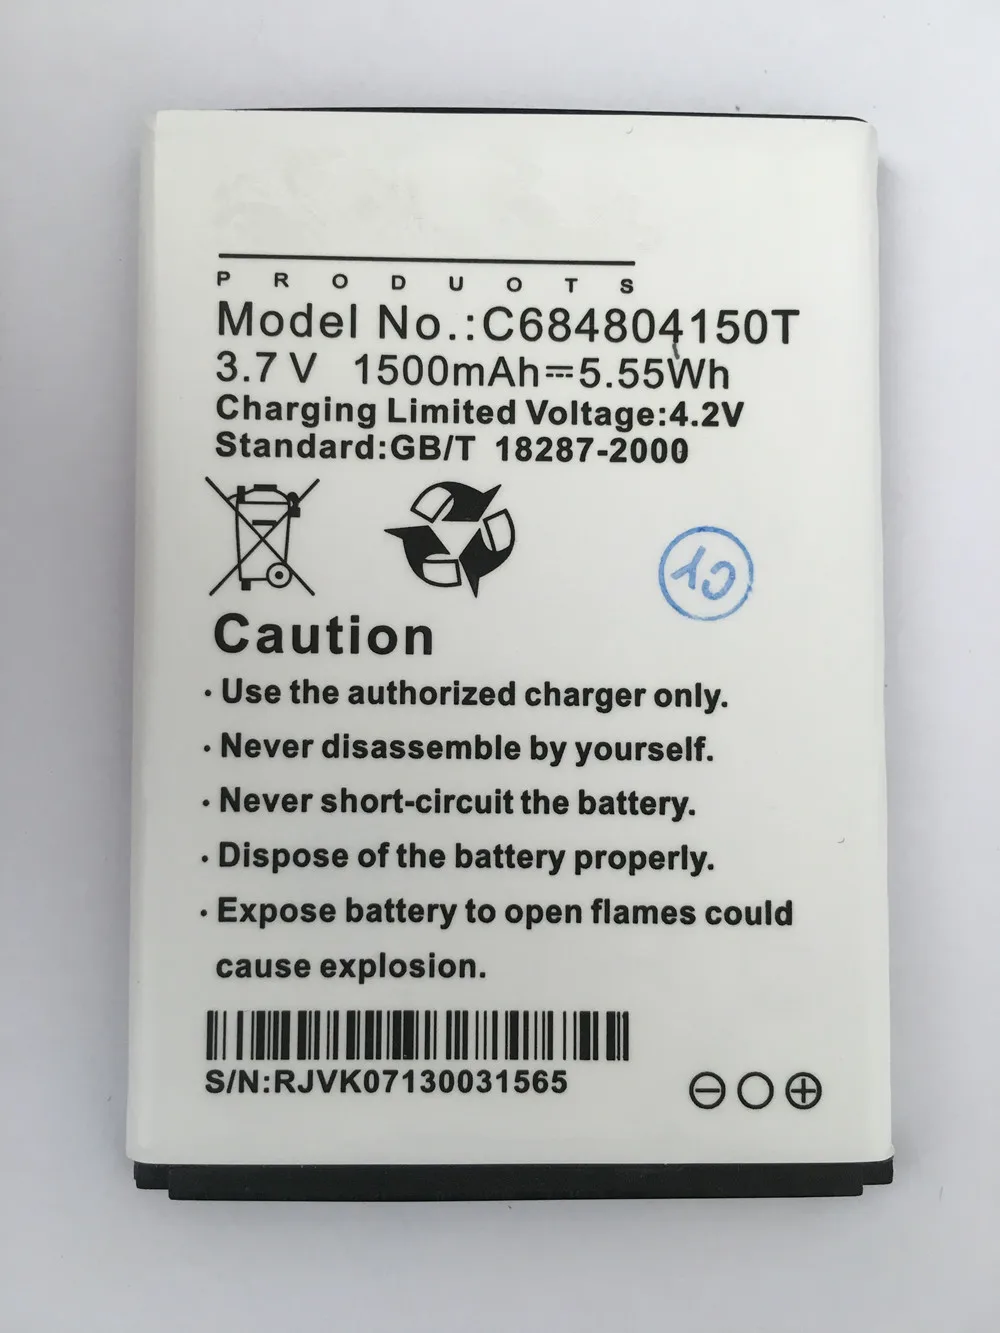 PRODUOTS
Model No.:C684804150T
3.7 V 1500mAh⎓5.55Wh
Charging Limited Voltage:4.2V
Standard:GB/T 18287-2000
CY
Caution
· Use the authorized charger only.
· Never disassemble by yourself.
· Never short-circuit the battery.
· Dispose of the battery properly.
· Expose battery to open flames could
cause explosion.
S/N:RJVK07130031565